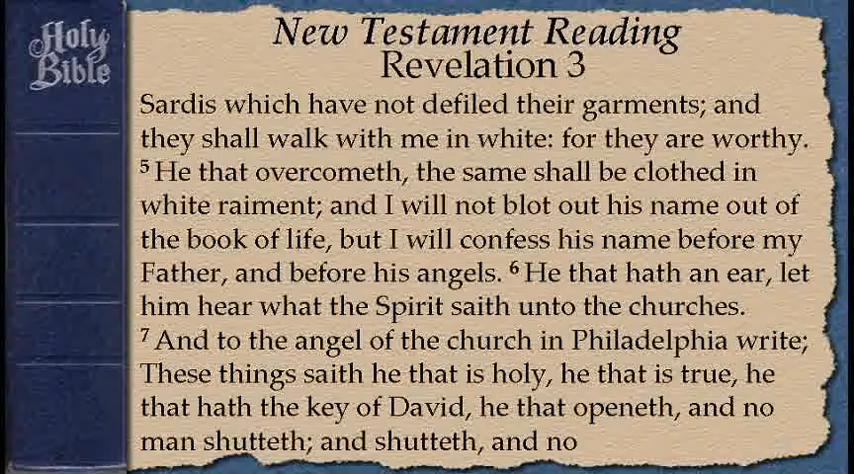 Holy
Bible
New Testament Reading
Revelation 3
Sardis which have not defiled their garments; and
they shall walk with me in white: for they are worthy.
5 He that overcometh, the same shall be clothed in
white raiment; and I will not blot out his name out of
the book of life, but I will confess his name before my
Father, and before his angels. 6 He that hath an ear, let
him hear what the Spirit saith unto the churches.
7 And to the angel of the church in Philadelphia write;
These things saith he that is holy, he that is true, he
that hath the key of David, he that openeth, and no
man shutteth; and shutteth, and no